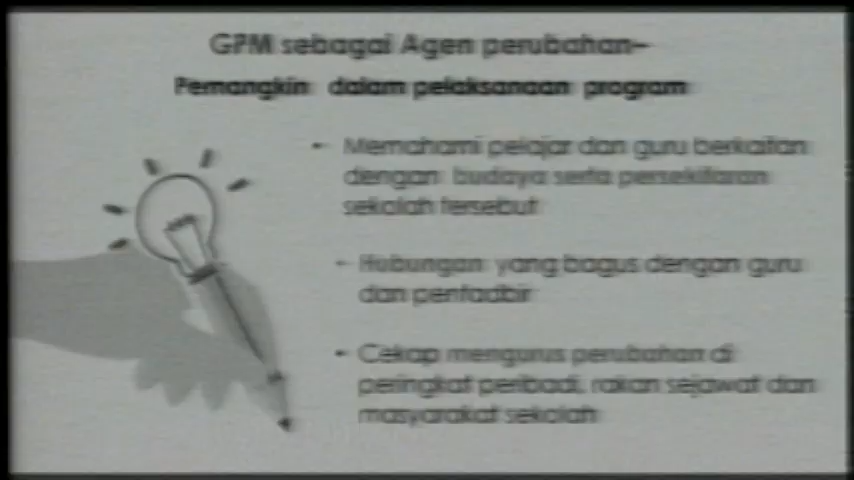 GPM sebagai Agen perubahan–
Pemangkin dalam pelaksanaan program
- Memahami pelajar dan guru berkaitan
dengan budaya serta persekitaran
sekolah tersebut
- Hubungan yang bagus dengan guru
dan pentadbir
- Cekap mengurus perubahan di
peringkat peribadi, rakan sejawat dan
masyarakat sekolah